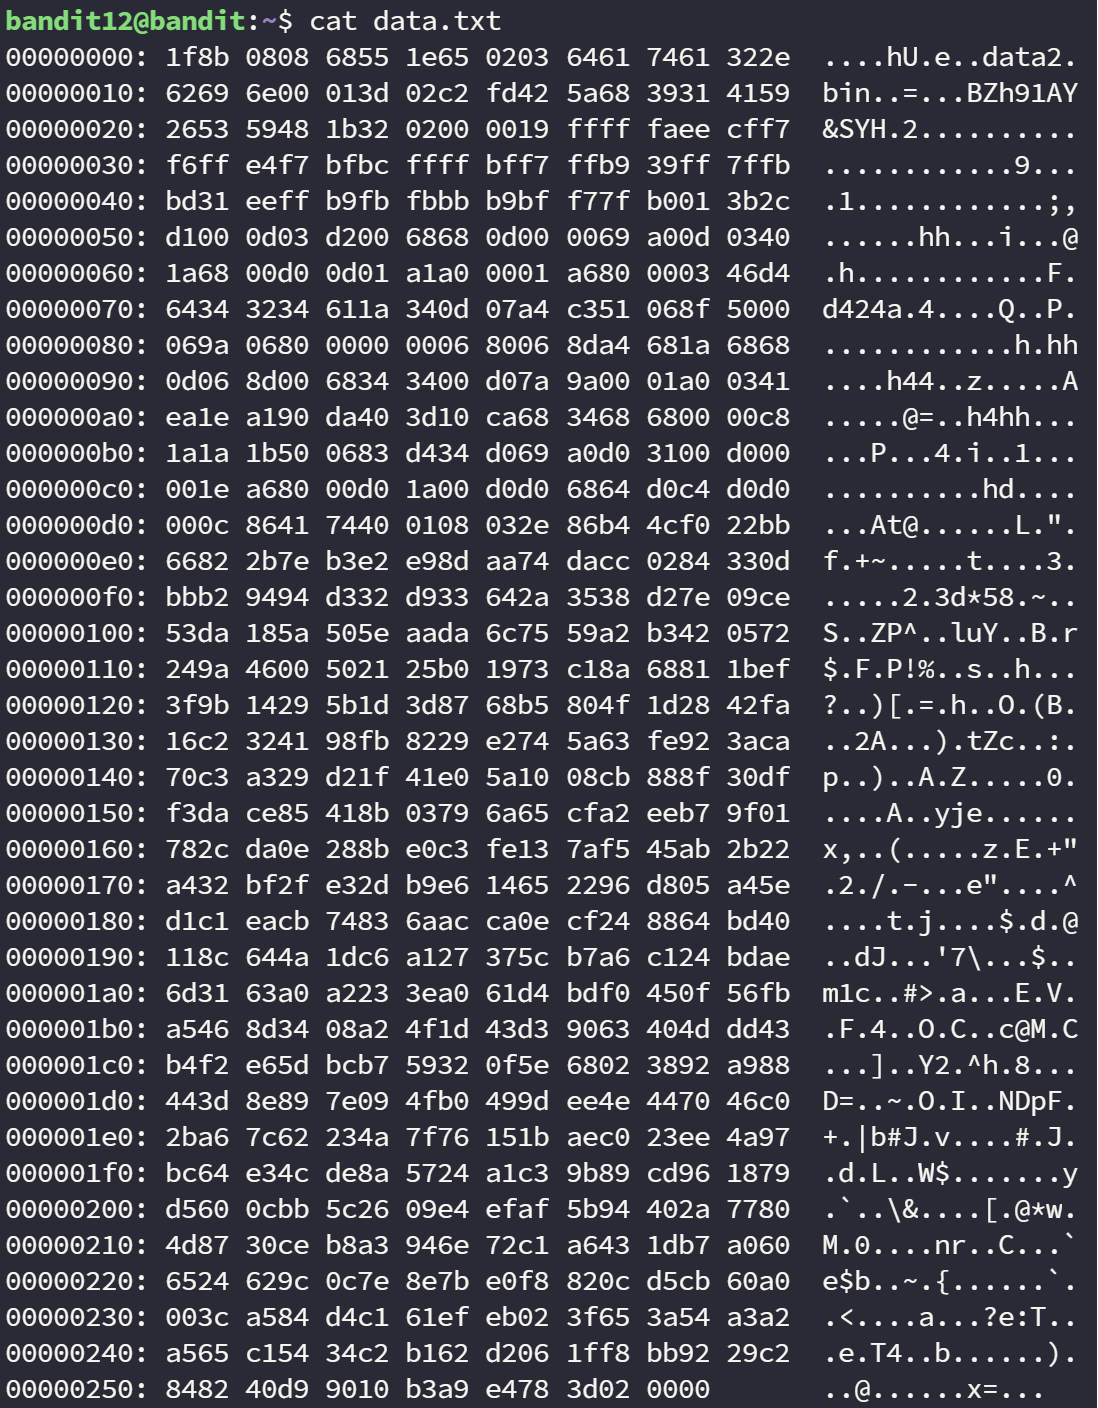 bandit12@bandit:~$ cat data.txt
00000000: 1f8b 0808 6855 1e65 0203 6461 7461 322e  ....hU.e..data2.
00000010: 6269 6e00 013d 02c2 fd42 5a68 3931 4159  bin..=...BZh91AY
00000020: 2653 5948 1b32 0200 0019 ffff faee cff7  &SYH.2..........
00000030: f6ff e4f7 bfbc ffff bff7 ffb9 39ff 7ffb  ............9...
00000040: bd31 eeff b9fb fbbb b9bf f77f b001 3b2c  .1............;,
00000050: d100 0d03 d200 6868 0d00 0069 a00d 0340  ......hh...i...@
00000060: 1a68 00d0 0d01 a1a0 0001 a680 0003 46d4  .h............F.
00000070: 6434 3234 611a 340d 07a4 c351 068f 5000  d424a.4....Q..P.
00000080: 069a 0680 0000 0006 8006 8da4 681a 6868  ............h.hh
00000090: 0d06 8d00 6834 3400 d07a 9a00 01a0 0341  ....h44..z.....A
000000a0: ea1e a190 da40 3d10 ca68 3468 6800 00c8  .....@=..h4hh...
000000b0: 1a1a 1b50 0683 d434 d069 a0d0 3100 d000  ...P...4.i..1...
000000c0: 001e a680 00d0 1a00 d0d0 6864 d0c4 d0d0  ..........hd....
000000d0: 000c 8641 7440 0108 032e 86b4 4cf0 22bb  ...At@......L.".
000000e0: 6682 2b7e b3e2 e98d aa74 dacc 0284 330d  f.+~.....t....3.
000000f0: bbb2 9494 d332 d933 642a 3538 d27e 09ce  .....2.3d*58.~..
00000100: 53da 185a 505e aada 6c75 59a2 b342 0572  S..ZP^..luY..B.r
00000110: 249a 4600 5021 25b0 1973 c18a 6881 1bef  $.F.P!%..s..h...
00000120: 3f9b 1429 5b1d 3d87 68b5 804f 1d28 42fa  ?..)[.=.h..O.(B.
00000130: 16c2 3241 98fb 8229 e274 5a63 fe92 3aca  ..2A...).tZc..:.
00000140: 70c3 a329 d21f 41e0 5a10 08cb 888f 30df  p..)..A.Z.....0.
00000150: f3da ce85 418b 0379 6a65 cfa2 eeb7 9f01  ....A..yje......
00000160: 782c da0e 288b e0c3 fe13 7af5 45ab 2b22  x,..(.....z.E.+"
00000170: a432 bf2f e32d b9e6 1465 2296 d805 a45e  .2./.-...e"....^
00000180: d1c1 eacb 7483 6aac ca0e cf24 8864 bd40  ....t.j....$.d.@
00000190: 118c 644a 1dc6 a127 375c b7a6 c124 bdae  ..dJ...'7\...$..
000001a0: 6d31 63a0 a223 3ea0 61d4 bdf0 450f 56fb  m1c..#>.a...E.V.
000001b0: a546 8d34 08a2 4f1d 43d3 9063 404d dd43  .F.4..O.C..c@M.C
000001c0: b4f2 e65d bcb7 5932 0f5e 6802 3892 a988  ...]..Y2.^h.8...
000001d0: 443d 8e89 7e09 4fb0 499d ee4e 4470 46c0  D=..~.O.I..NDpF.
000001e0: 2ba6 7c62 234a 7f76 151b aec0 23ee 4a97  +.|b#J.v....#.J.
000001f0: bc64 e34c de8a 5724 a1c3 9b89 cd96 1879  .d.L..W$.......y
00000200: d560 0cbb 5c26 09e4 efaf 5b94 402a 7780  .`..\&....[.@*w.
00000210: 4d87 30ce b8a3 946e 72c1 a643 1db7 a060  M.0....nr..C...`
00000220: 6524 629c 0c7e 8e7b e0f8 820c d5cb 60a0  e$b..~.{......`.
00000230: 003c a584 d4c1 61ef eb02 3f65 3a54 a3a2  .<....a...?e:T..
00000240: a565 c154 34c2 b162 d206 1ff8 bb92 29c2  .e.T4..b......).
00000250: 8482 40d9 9010 b3a9 e478 3d02 0000       ..@......x=...